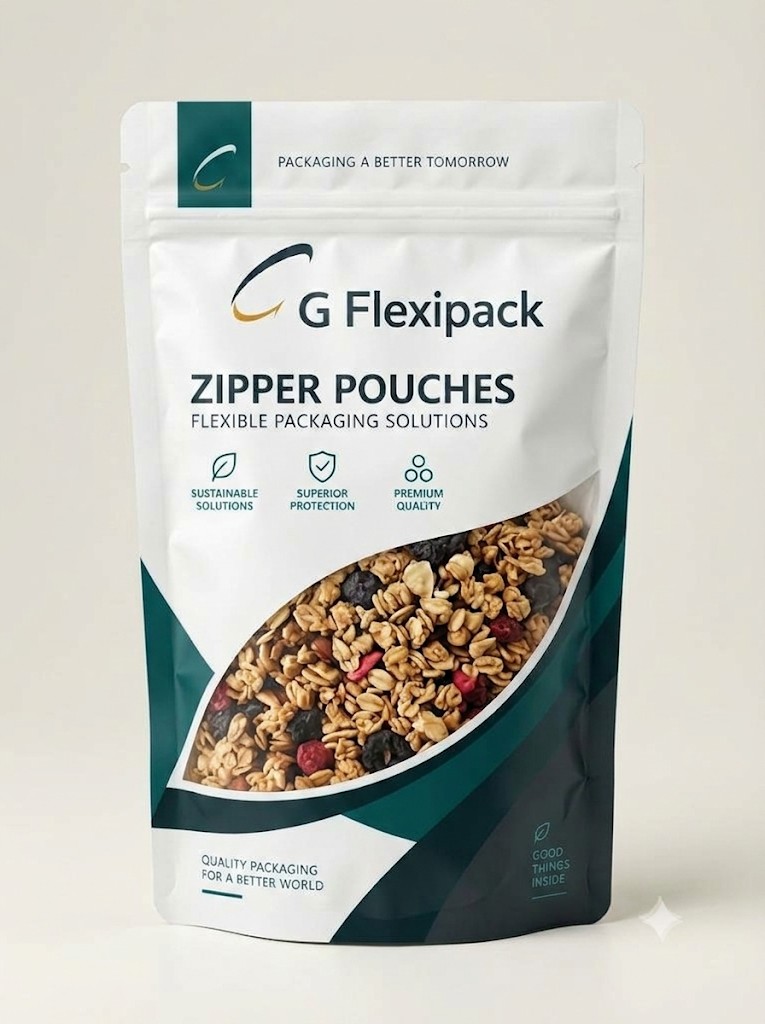 PACKAGING A BETTER TOMORROW
G Flexipack
ZIPPER POUCHES
FLEXIBLE PACKAGING SOLUTIONS
SUSTAINABLE
SOLUTIONS
SUPERIOR
PROTECTION
PREMIUM
QUALITY
QUALITY PACKAGING
FOR A BETTER WORLD
GOOD
THINGS
INSIDE